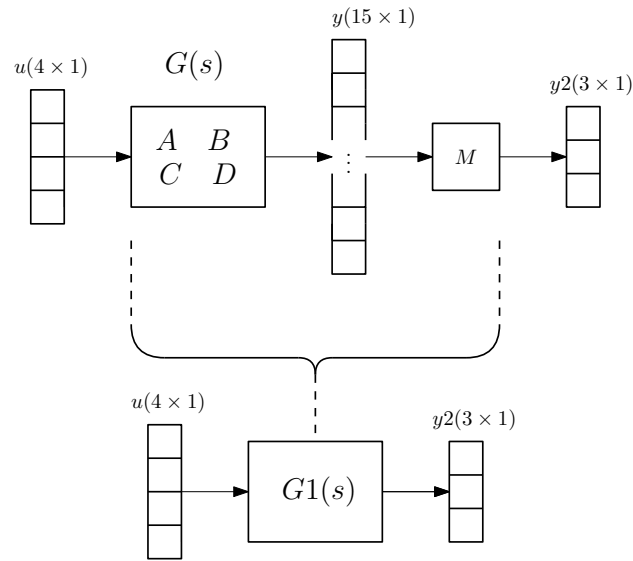 y(15 × 1)
u(4 × 1)
G(s)
y2(3 × 1)
A B
C D
⋮
M
u(4 × 1)
y2(3 × 1)
G1(s)